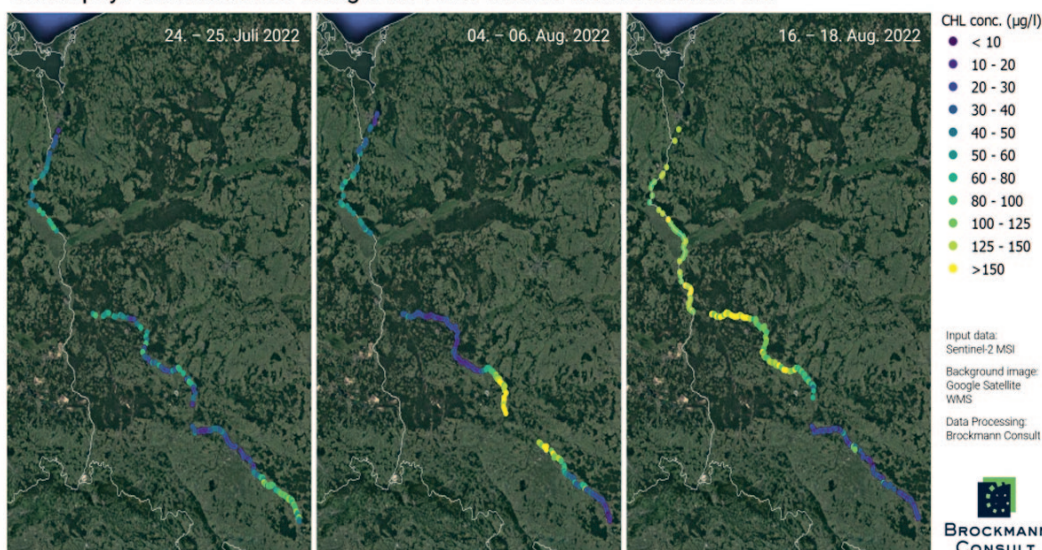 24. – 25. Juli 2022
04. – 06. Aug. 2022
16. – 18. Aug. 2022
CHL conc. (µg/l)
< 10
10 - 20
20 - 30
30 - 40
40 - 50
50 - 60
60 - 80
80 - 100
100 - 125
125 - 150
>150
Input data:
Sentinel-2 MSI
Background image:
Google Satellite
WMS
Data Processing:
Brockmann Consult
BROCKMANN
CONSULT